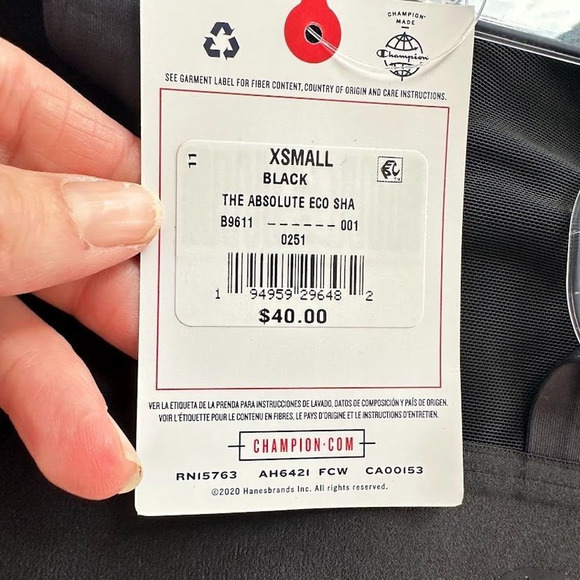 CHAMPION
MADE
Champion
SEE GARMENT LABEL FOR FIBER CONTENT, COUNTRY OF ORIGIN AND CARE INSTRUCTIONS.
11
XSMALL
BLACK
THE ABSOLUTE ECO SHA
B9611 ------ 001
0251
1 94959 29648 2
$40.00
VER LA ETIQUETA DE LA PRENDA PARA INSTRUCCIONES DE LAVADO, DATOS DE COMPOSICIÓN Y PAÍS DE ORIGEN.
VOIR L'ÉTIQUETTE POUR LE CONTENU EN FIBRES, LE PAYS D'ORIGINE ET LE INSTRUCTIONS D'ENTRETIEN.
CHAMPION·COM
RN15763 AH6421 FCW CA00153
©2020 Hanesbrands Inc. All rights reserved.